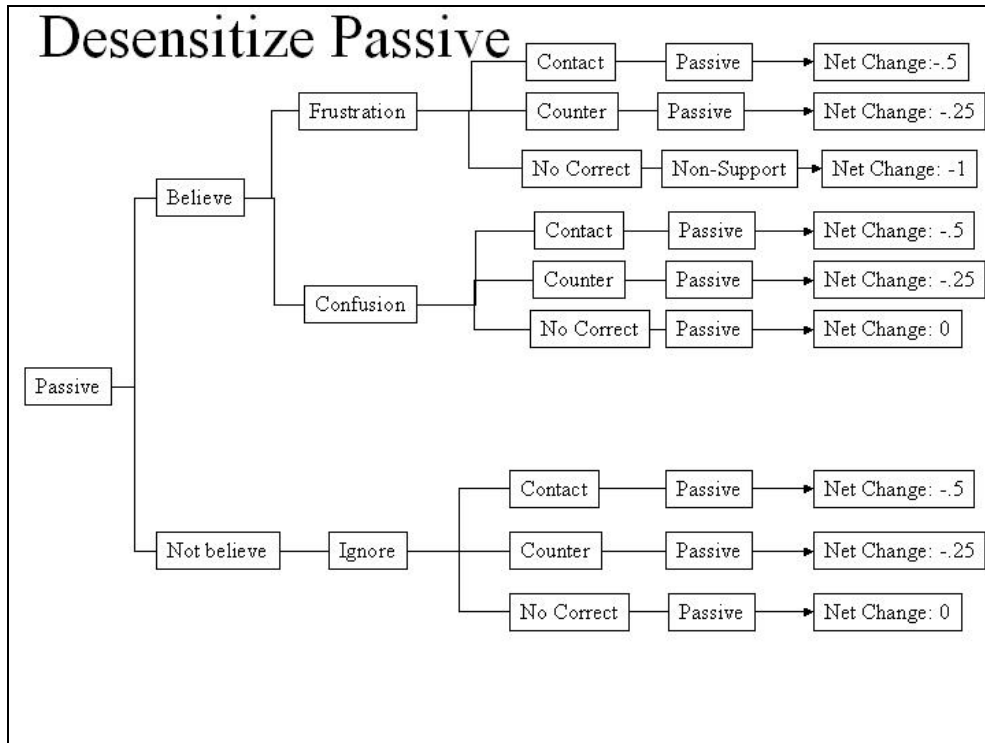 Desensitize Passive
Contact
Passive
Net Change:-.5
Frustration
Counter
Passive
Net Change: -.25
No Correct
Non-Support
Net Change: -1
Believe
Contact
Passive
Net Change: -.5
Counter
Passive
Net Change: -.25
Confusion
No Correct
Passive
Net Change: 0
Passive
Contact
Passive
Net Change: -.5
Not believe
Ignore
Counter
Passive
Net Change: -.25
No Correct
Passive
Net Change: 0